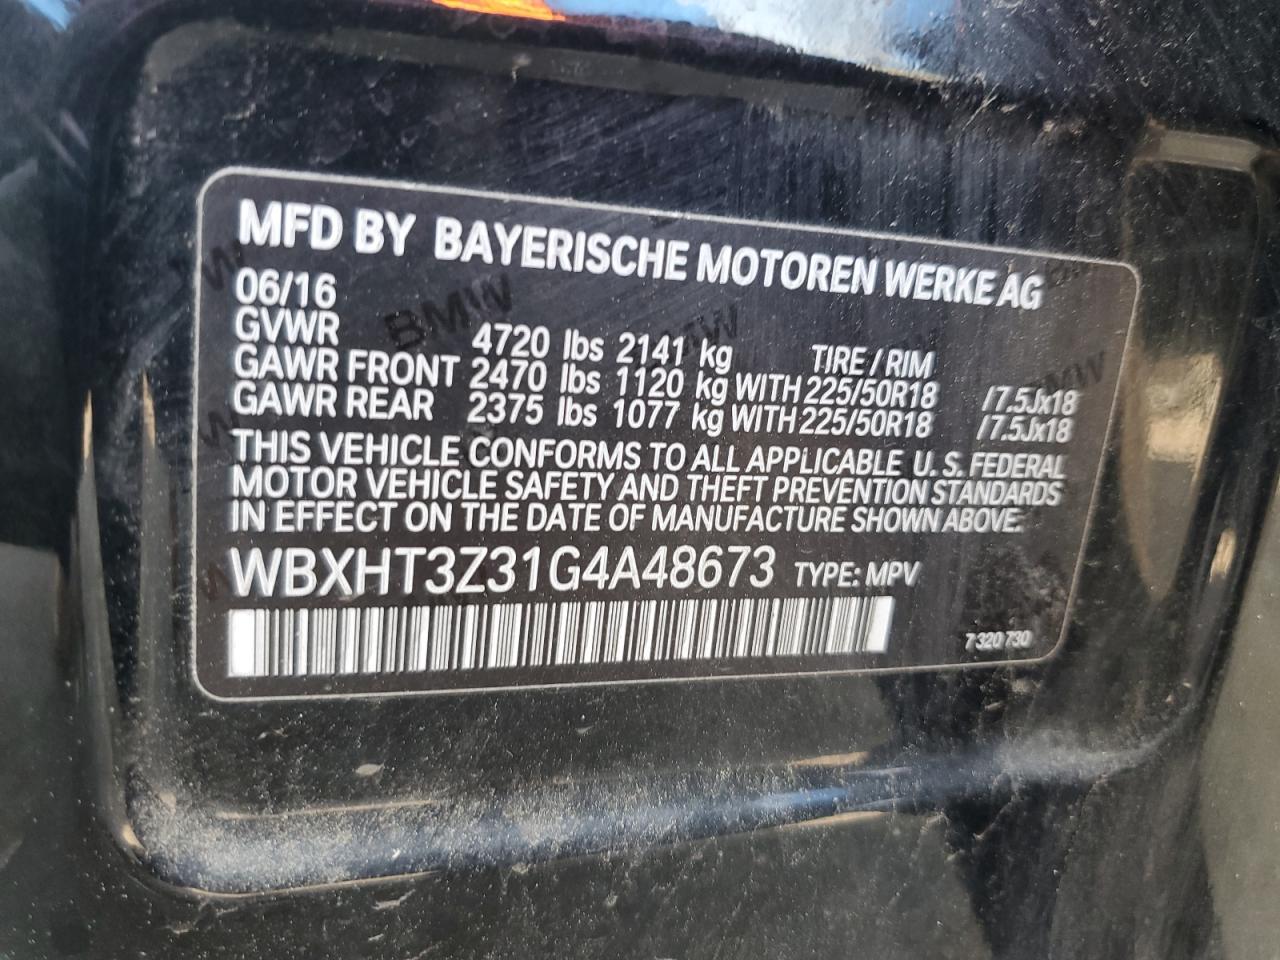 MFD BY BAYERISCHE MOTOREN WERKE AG
06/16
GVWR 4720 lbs 2141 kg TIRE / RIM
GAWR FRONT 2470 lbs 1120 kg WITH 225/50R18 /7.5Jx18
GAWR REAR 2375 lbs 1077 kg WITH 225/50R18 /7.5Jx18
THIS VEHICLE CONFORMS TO ALL APPLICABLE U. S. FEDERAL
MOTOR VEHICLE SAFETY AND THEFT PREVENTION STANDARDS
IN EFFECT ON THE DATE OF MANUFACTURE SHOWN ABOVE.
WBXHT3Z31G4A48673 TYPE: MPV
7 320 730
BMW